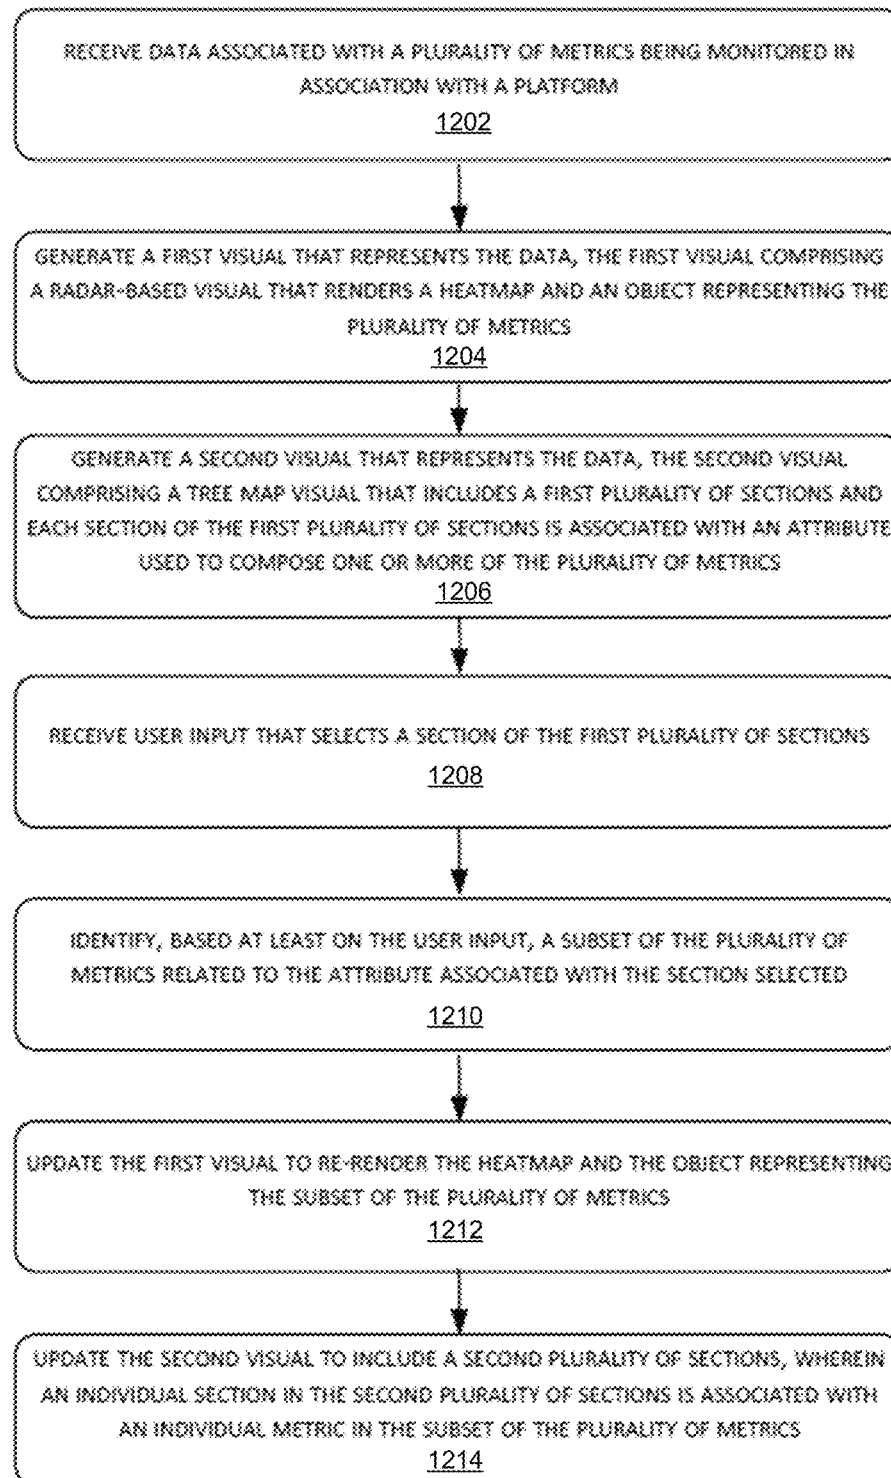 RECEIVE DATA ASSOCIATED WITH A PLURALITY OF METRICS BEING MONITORED IN
ASSOCIATION WITH A PLATFORM
1202
GENERATE A FIRST VISUAL THAT REPRESENTS THE DATA, THE FIRST VISUAL COMPRISING
A RADAR-BASED VISUAL THAT RENDERS A HEATMAP AND AN OBJECT REPRESENTING THE
PLURALITY OF METRICS
1204
GENERATE A SECOND VISUAL THAT REPRESENTS THE DATA, THE SECOND VISUAL
COMPRISING A TREE MAP VISUAL THAT INCLUDES A FIRST PLURALITY OF SECTIONS AND
EACH SECTION OF THE FIRST PLURALITY OF SECTIONS IS ASSOCIATED WITH AN ATTRIBUTE
USED TO COMPOSE ONE OR MORE OF THE PLURALITY OF METRICS
1206
RECEIVE USER INPUT THAT SELECTS A SECTION OF THE FIRST PLURALITY OF SECTIONS
1208
IDENTIFY, BASED AT LEAST ON THE USER INPUT, A SUBSET OF THE PLURALITY OF
METRICS RELATED TO THE ATTRIBUTE ASSOCIATED WITH THE SECTION SELECTED
1210
UPDATE THE FIRST VISUAL TO RE-RENDER THE HEATMAP AND THE OBJECT REPRESENTING
THE SUBSET OF THE PLURALITY OF METRICS
1212
UPDATE THE SECOND VISUAL TO INCLUDE A SECOND PLURALITY OF SECTIONS, WHEREIN
AN INDIVIDUAL SECTION IN THE SECOND PLURALITY OF SECTIONS IS ASSOCIATED WITH
AN INDIVIDUAL METRIC IN THE SUBSET OF THE PLURALITY OF METRICS
1214